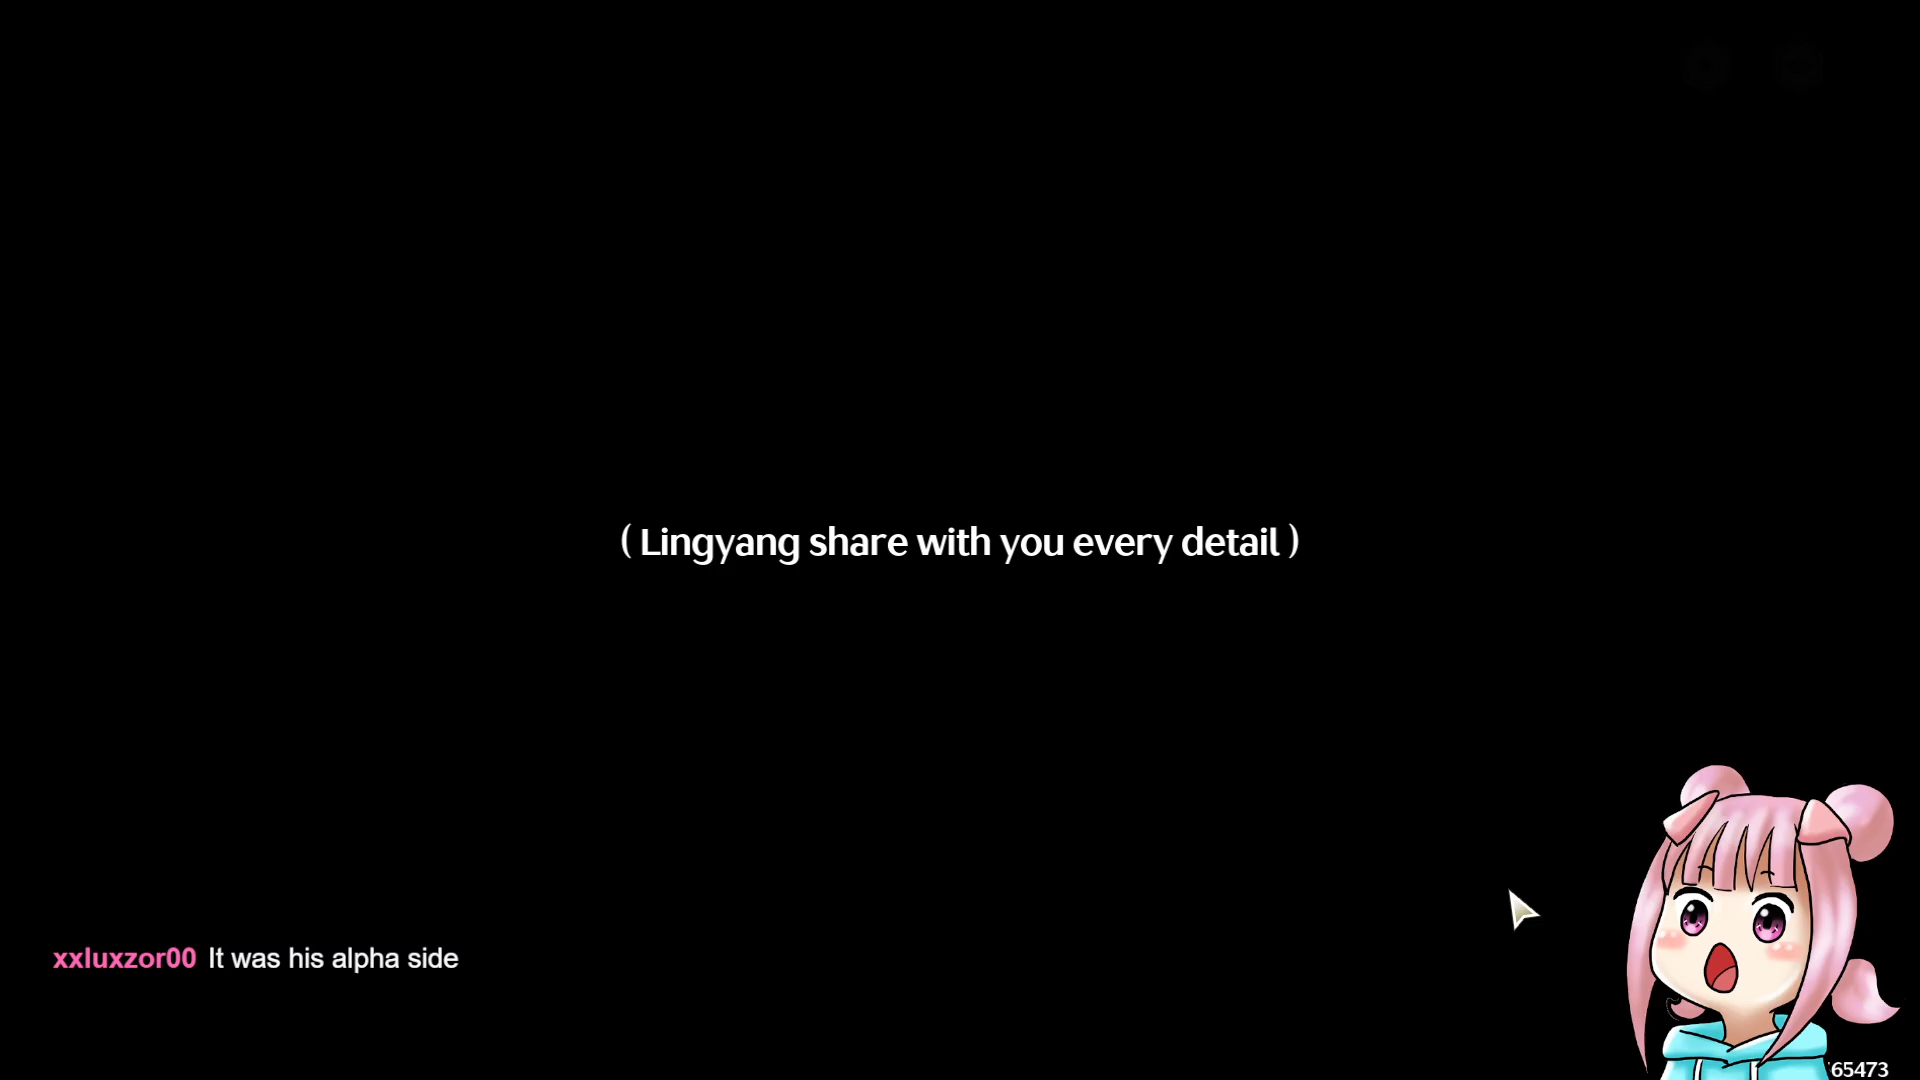 ( Lingyang share with you every detail )
xxluxzor00 It was his alpha side
65473